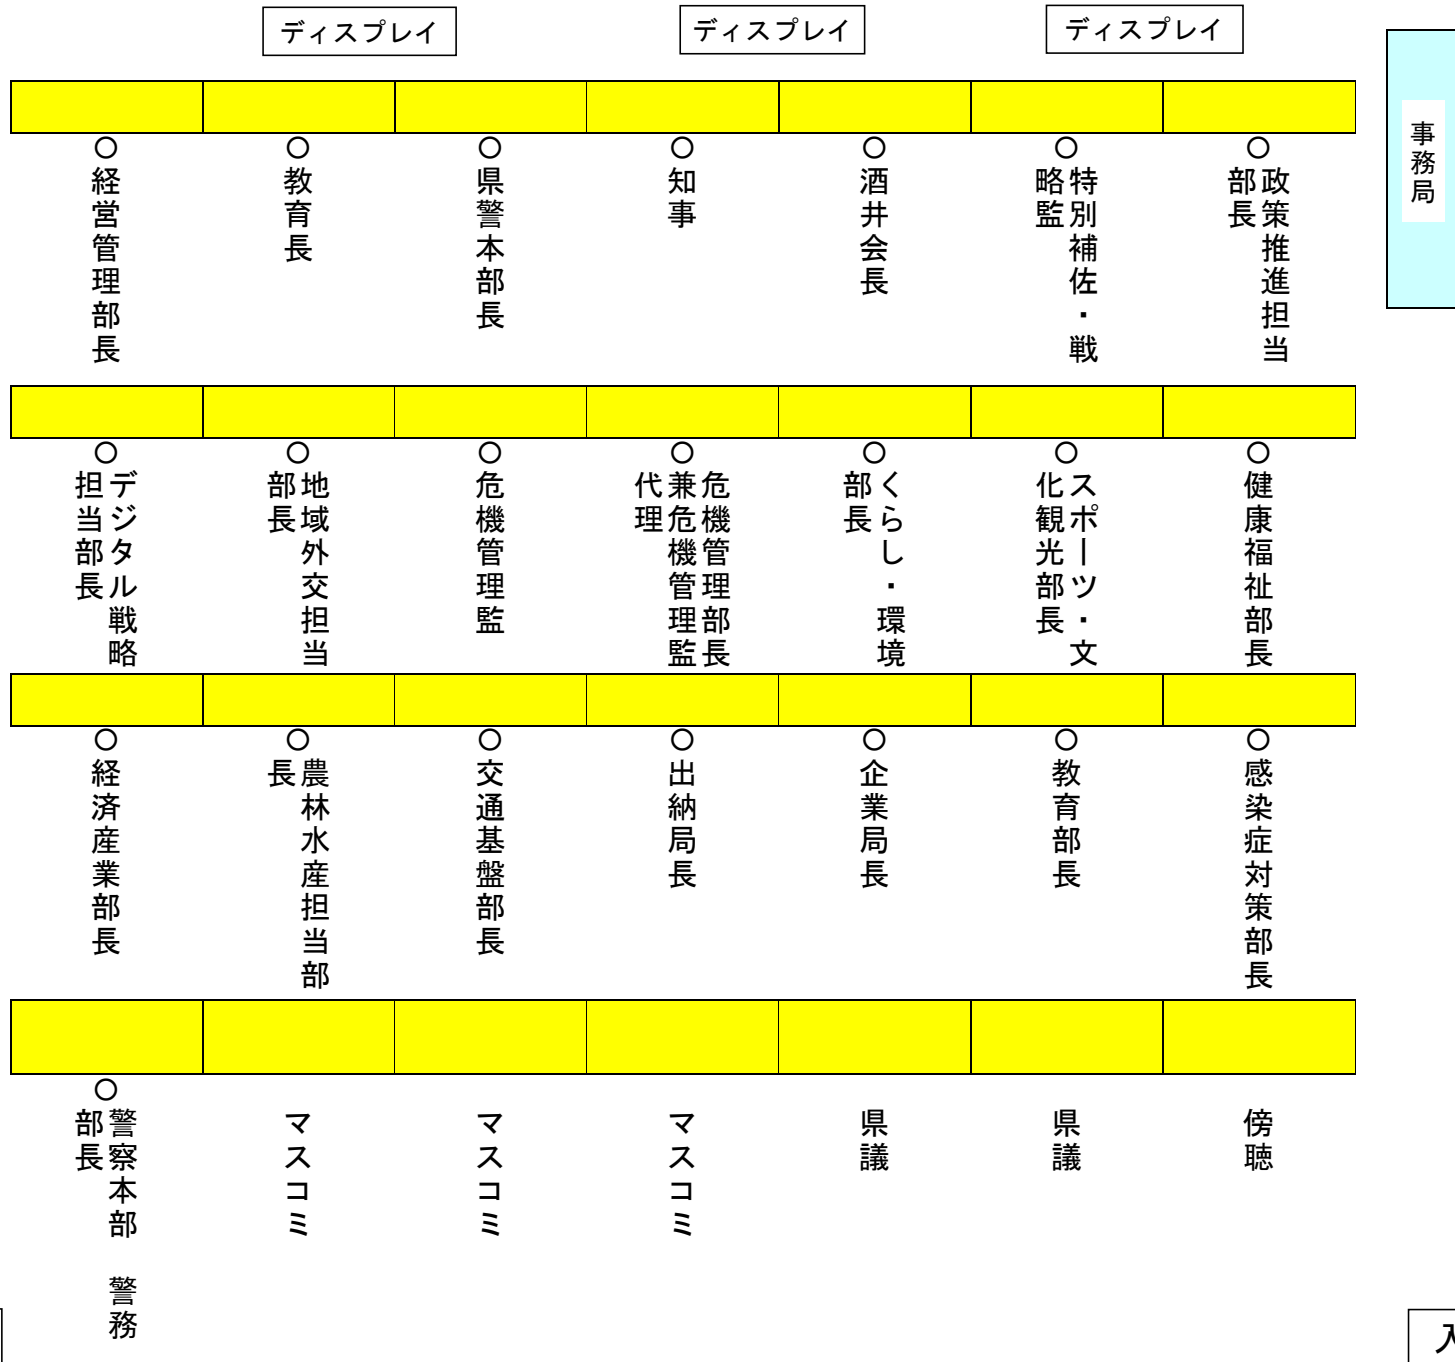 ディスプレイ
ディスプレイ
ディスプレイ
事務局
○経営管理部長
○教育長
○県警本部長
○知事
○酒井会長
○特別補佐・戦
略監
○政策推進担当
部長
○デジタル戦略
担当部長
○地域外交担当
部長
○危機管理監
○危機管理部長
兼危機管理監
代理
○くらし・環境
部長
○スポーツ・文
化観光部長
○健康福祉部長
○経済産業部長
○農林水産担当部
長
○交通基盤部長
○出納局長
○企業局長
○教育部長
○感染症対策部長
○警察本部 警務
部長
マスコミ
マスコミ
マスコミ
県議
県議
傍聴